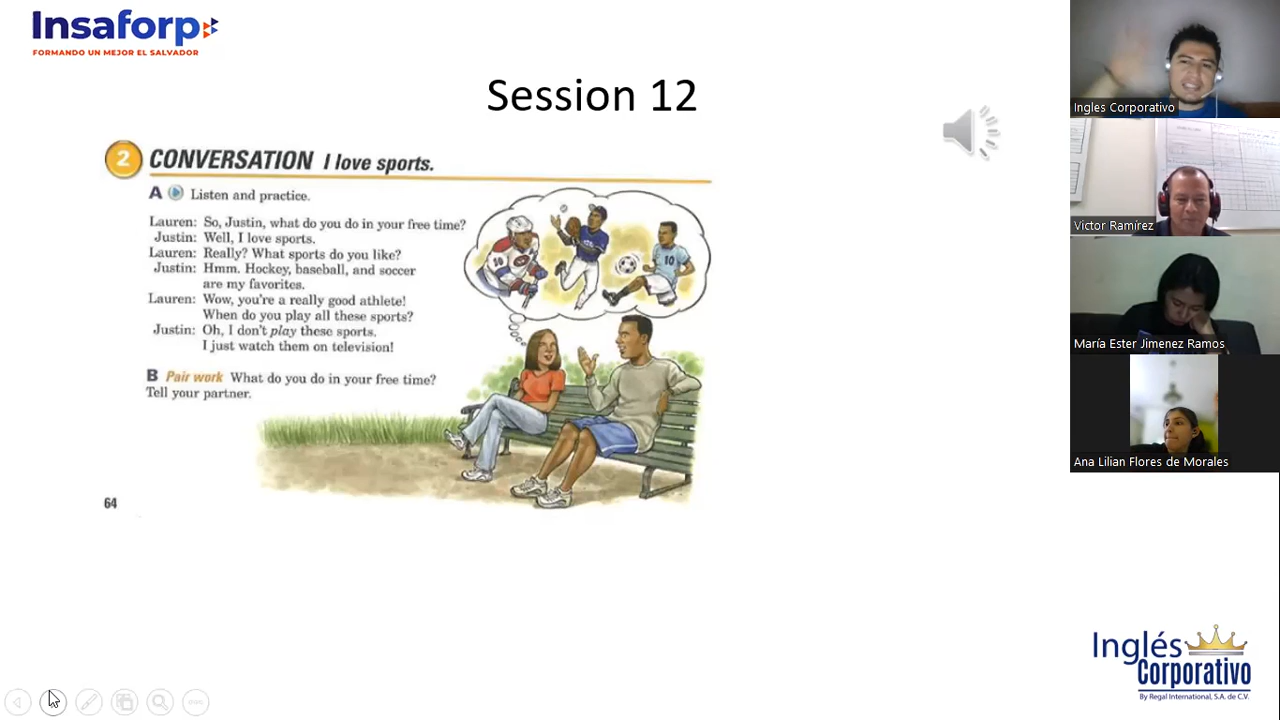 Insaforp
FORMANDO UN MEJOR EL SALVADOR
Session 12
2 CONVERSATION I love sports.
A Listen and practice.
Lauren: So, Justin, what do you do in your free time?
Justin: Well, I love sports.
Lauren: Really? What sports do you like?
Justin: Hmm. Hockey, baseball, and soccer
are my favorites.
Lauren: Wow, you're a really good athlete!
When do you play all these sports?
Justin: Oh, I don't play these sports.
I just watch them on television!
B Pair work What do you do in your free time?
Tell your partner.
10
10
64
Ingles Corporativo
Víctor Ramírez
María Ester Jimenez Ramos
Ana Lilian Flores de Morales
Inglés
Corporativo
By Regal International, S.A. de C.V.